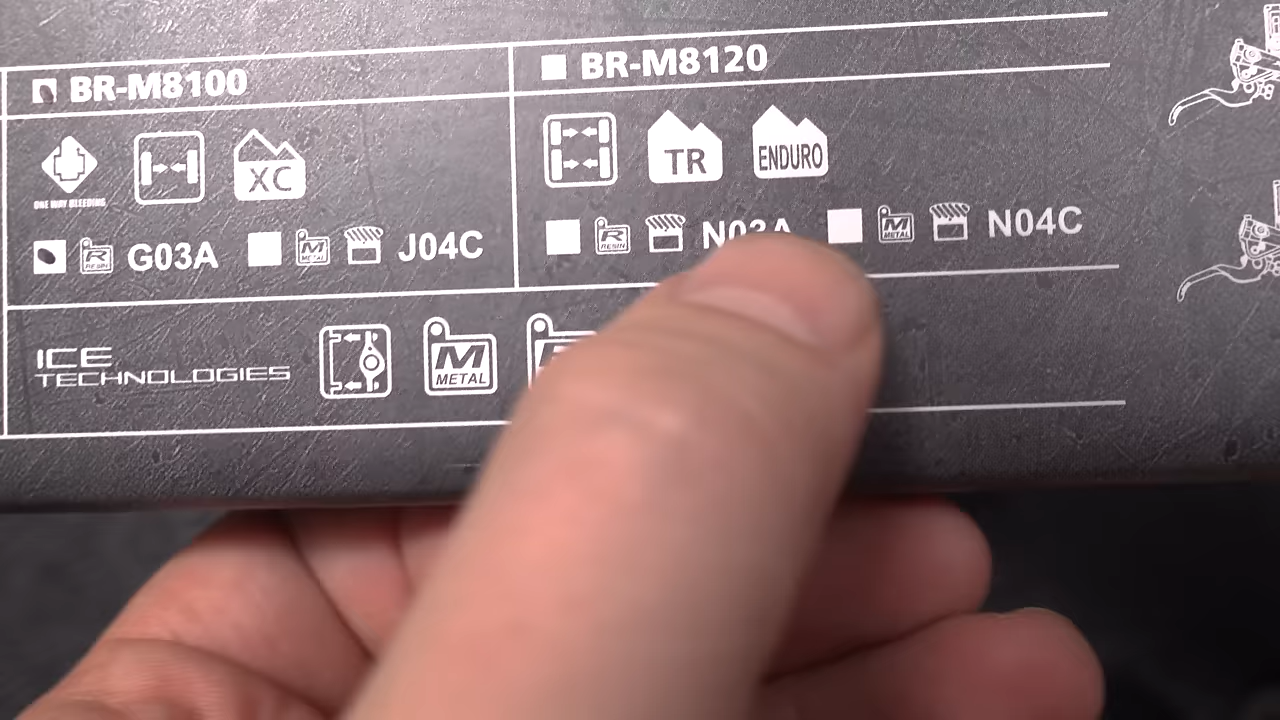 BR-M8100
BR-M8120
ONE WAY BLEEDING
XC
TR
ENDURO
R RESIN G03A
M METAL J04C
R RESIN N03A
M METAL N04C
ICE TECHNOLOGIES
M METAL